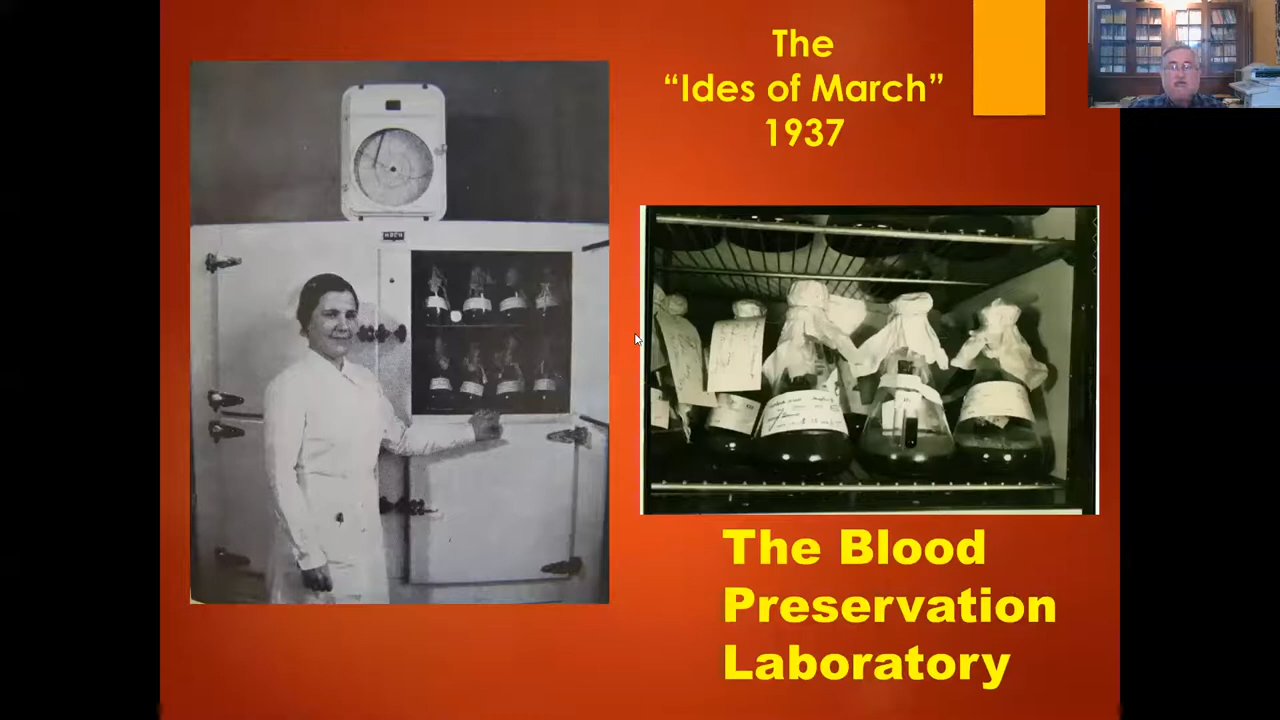 The
“Ides of March”
1937
The Blood
Preservation
Laboratory